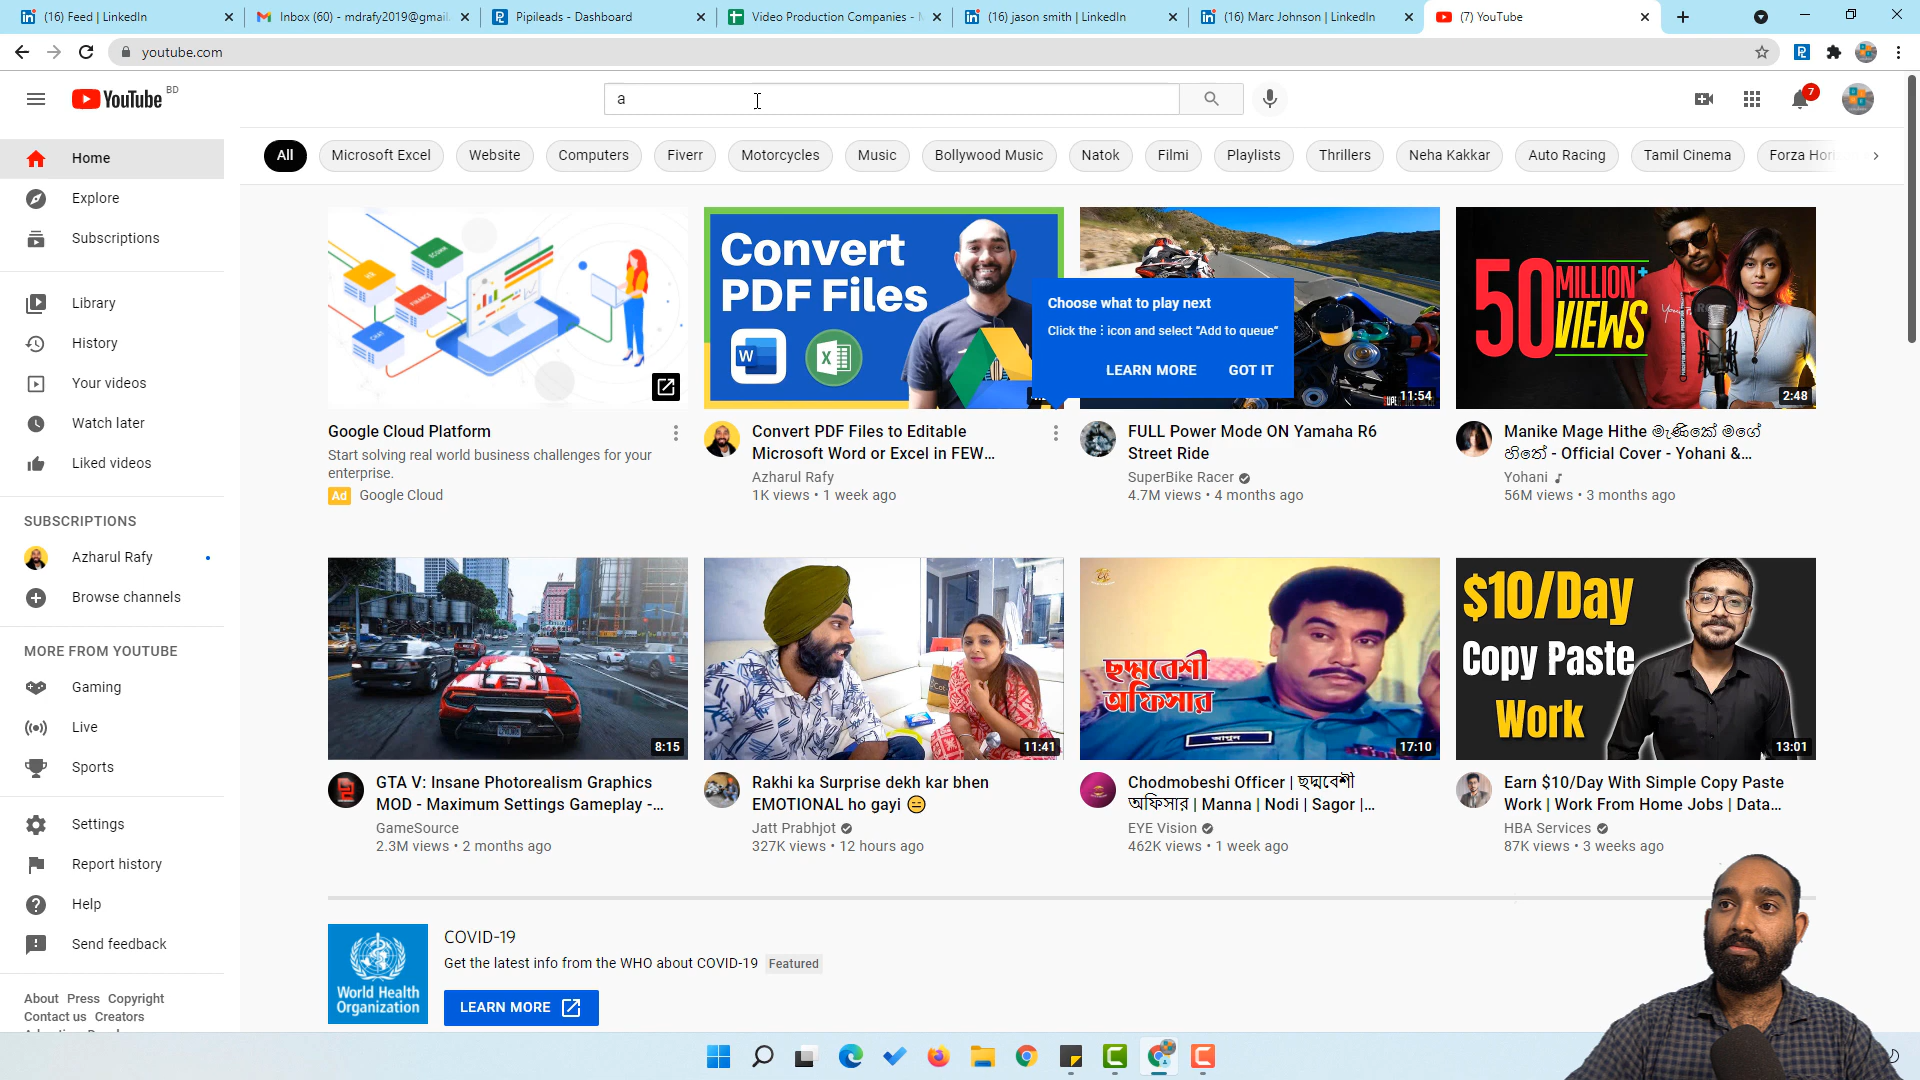 (16) Feed | LinkedIn
Inbox (60) - mdrafy2019@gmail.
Pipileads - Dashboard
Video Production Companies -
(16) jason smith | LinkedIn
(16) Marc Johnson | LinkedIn
(7) YouTube
youtube.com
YouTube BD
a
7
All
Microsoft Excel
Website
Computers
Fiverr
Motorcycles
Music
Bollywood Music
Natok
Filmi
Playlists
Thrillers
Neha Kakkar
Auto Racing
Tamil Cinema
Forza Hori
Home
Explore
Subscriptions
Library
History
Your videos
Watch later
Liked videos
SUBSCRIPTIONS
Azharul Rafy
Browse channels
MORE FROM YOUTUBE
Gaming
Live
Sports
Settings
Report history
Help
Send feedback
About Press Copyright
Contact us Creators
ECOMM
FINANCE
Google Cloud Platform
Start solving real world business challenges for your
enterprise.
Ad Google Cloud
Convert
PDF Files
Convert PDF Files to Editable
Microsoft Word or Excel in FEW...
Azharul Rafy
1K views • 1 week ago
Choose what to play next
Click the ⋮ icon and select "Add to queue"
LEARN MORE GOT IT
11:54
FULL Power Mode ON Yamaha R6
Street Ride
SuperBike Racer
4.7M views • 4 months ago
50 MILLION+
VIEWS
2:48
Manike Mage Hithe මැණිකේ මගේ
හිතේ - Official Cover - Yohani &...
Yohani
56M views • 3 months ago
8:15
GTA V: Insane Photorealism Graphics
MOD - Maximum Settings Gameplay -...
GameSource
2.3M views • 2 months ago
11:41
Rakhi ka Surprise dekh kar bhen
EMOTIONAL ho gayi 😑
Jatt Prabhjot
327K views • 12 hours ago
ছদ্মবেশী
অফিসার
17:10
Chodmobeshi Officer | ছদ্মবেশী
অফিসার | Manna | Nodi | Sagor |...
EYE Vision
462K views • 1 week ago
$10/Day
Copy Paste
Work
13:01
Earn $10/Day With Simple Copy Paste
Work | Work From Home Jobs | Data...
HBA Services
87K views • 3 weeks ago
World Health
Organization
COVID-19
Get the latest info from the WHO about COVID-19 Featured
LEARN MORE